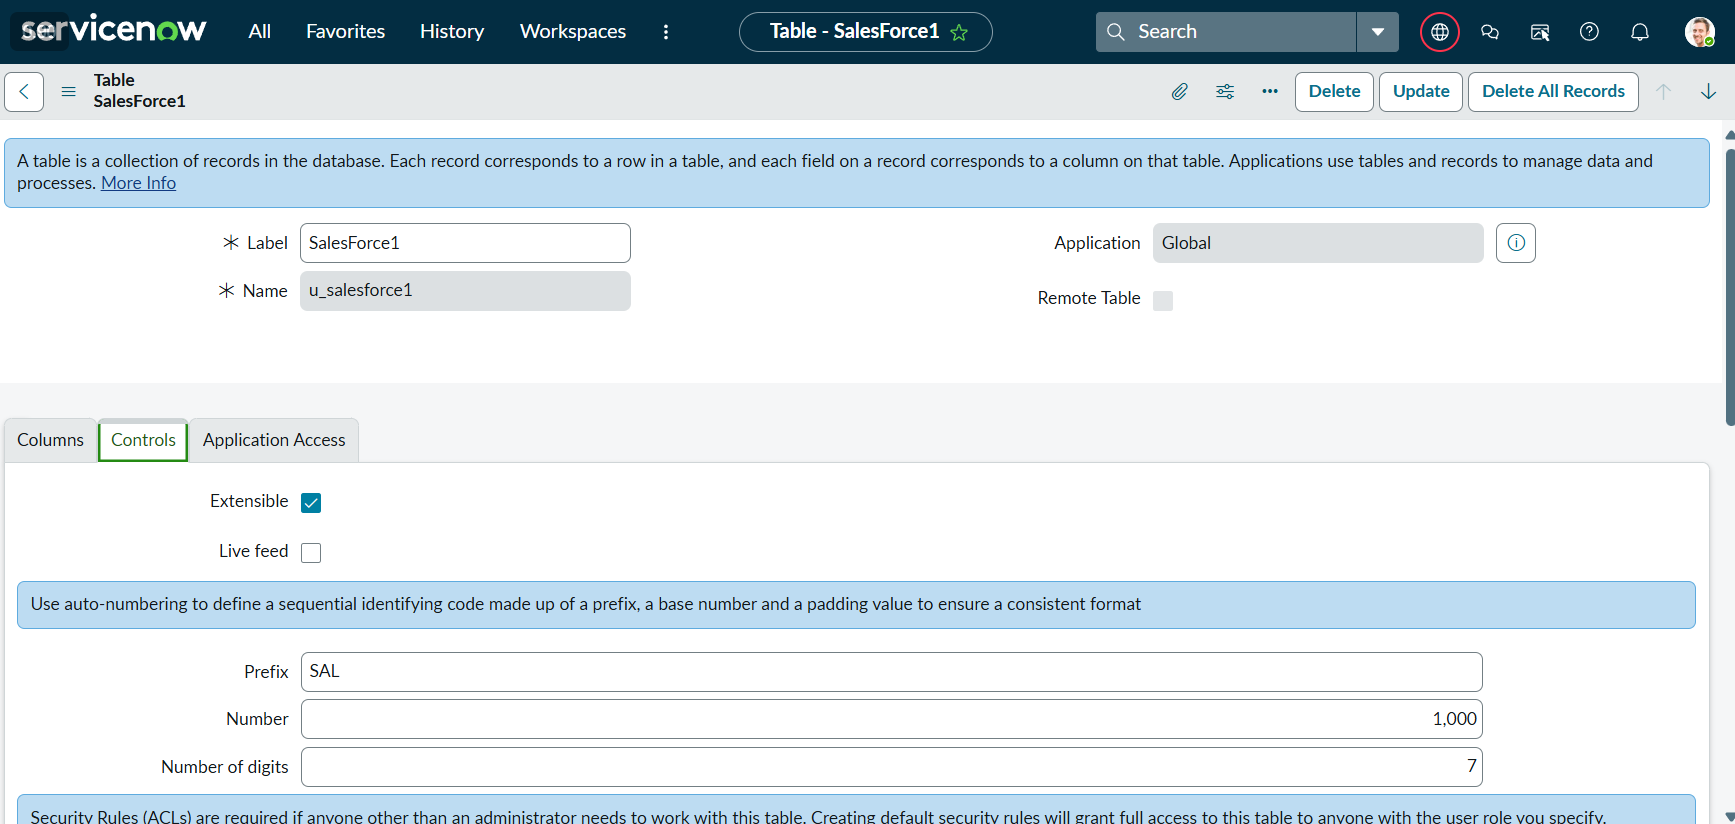 servicenow
All
Favorites
History
Workspaces
Table - SalesForce1
Search
Table
SalesForce1
Delete
Update
Delete All Records
A table is a collection of records in the database. Each record corresponds to a row in a table, and each field on a record corresponds to a column on that table. Applications use tables and records to manage data and
processes. More Info
Label
SalesForce1
Application
Global
Name
u_salesforce1
Remote Table
Columns
Controls
Application Access
Extensible
Live feed
Use auto-numbering to define a sequential identifying code made up of a prefix, a base number and a padding value to ensure a consistent format
Prefix
SAL
Number
1,000
Number of digits
7
Security Rules (ACLs) are required if anyone other than an administrator needs to work with this table. Creating default security rules will grant full access to this table to anyone with the user role you specify.